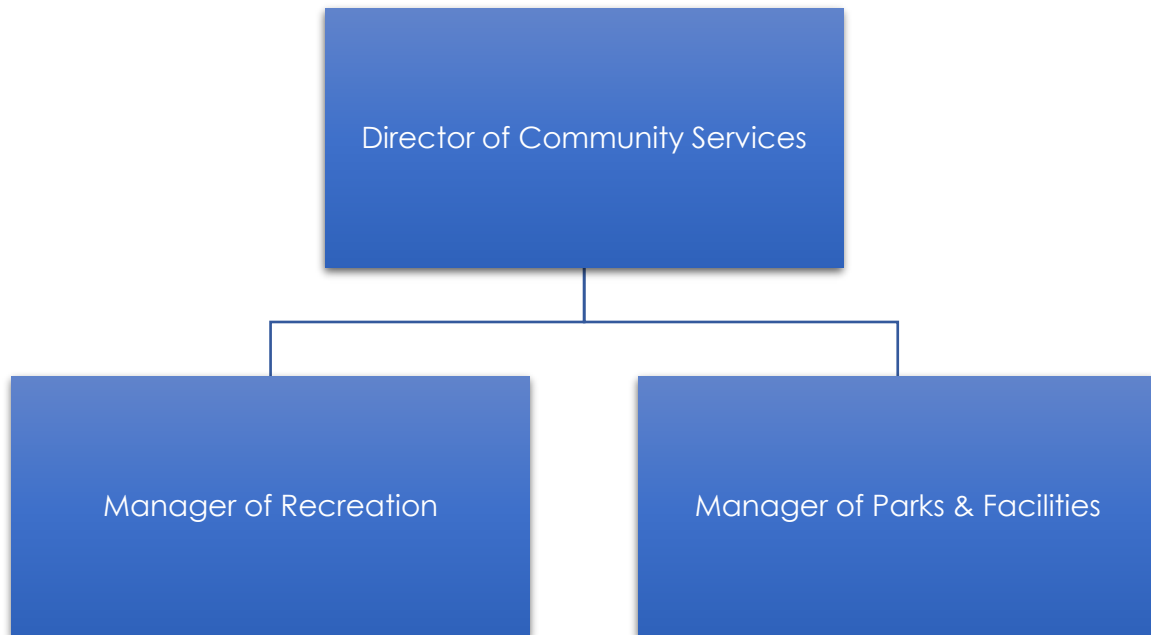 Director of Community Services
Manager of Recreation
Manager of Parks & Facilities